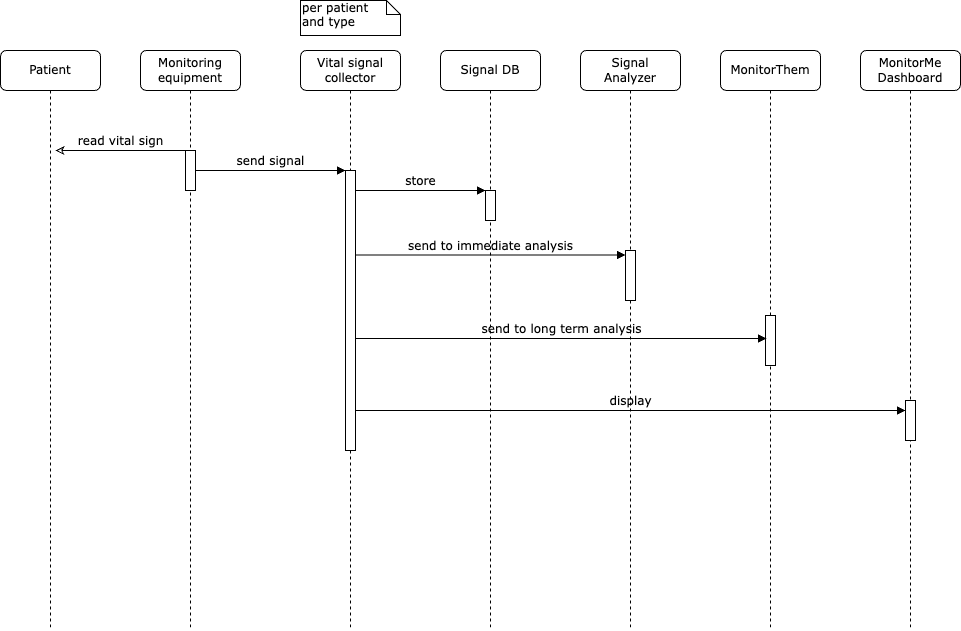 per patient
and type
Patient
Monitoring
equipment
Vital signal
collector
Signal DB
Signal
Analyzer
MonitorThem
MonitorMe
Dashboard
read vital sign
send signal
store
send to immediate analysis
send to long term analysis
display